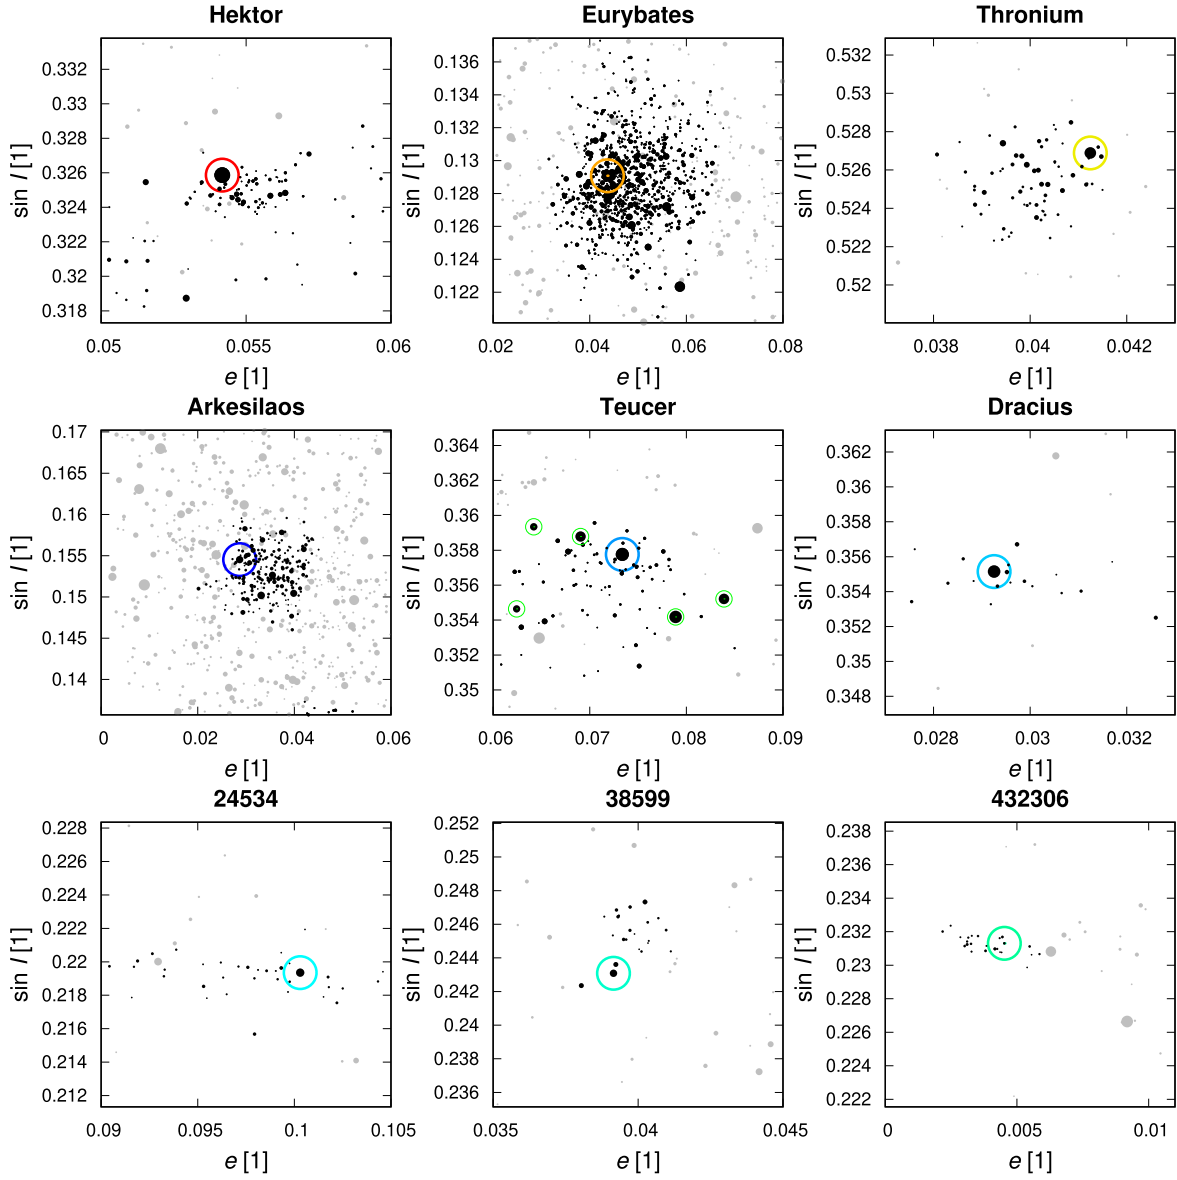 Hektor
0.332
0.33
0.328
0.326
0.324
0.322
0.32
0.318
sin I [1]
0.05 0.055 0.06
e [1]
Eurybates
0.136
0.134
0.132
0.13
0.128
0.126
0.124
0.122
sin I [1]
0.02 0.04 0.06 0.08
e [1]
Thronium
0.532
0.53
0.528
0.526
0.524
0.522
0.52
sin I [1]
0.038 0.04 0.042
e [1]
Arkesilaos
0.17
0.165
0.16
0.155
0.15
0.145
0.14
sin I [1]
0 0.02 0.04 0.06
e [1]
Teucer
0.364
0.362
0.36
0.358
0.356
0.354
0.352
0.35
sin I [1]
0.06 0.07 0.08 0.09
e [1]
Dracius
0.362
0.36
0.358
0.356
0.354
0.352
0.35
0.348
sin I [1]
0.028 0.03 0.032
e [1]
24534
0.228
0.226
0.224
0.222
0.22
0.218
0.216
0.214
0.212
sin I [1]
0.09 0.095 0.1 0.105
e [1]
38599
0.252
0.25
0.248
0.246
0.244
0.242
0.24
0.238
0.236
sin I [1]
0.035 0.04 0.045
e [1]
432306
0.238
0.236
0.234
0.232
0.23
0.228
0.226
0.224
0.222
sin I [1]
0 0.005 0.01
e [1]